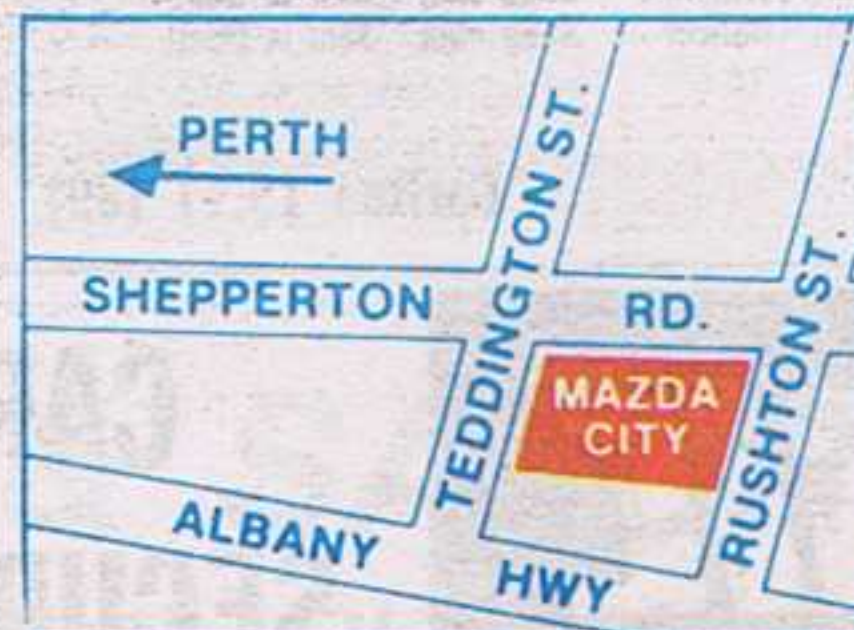 PERTH
SHEPPERTON RD.
TEDDINGTON ST.
RUSHTON ST.
MAZDA
CITY
ALBANY HWY